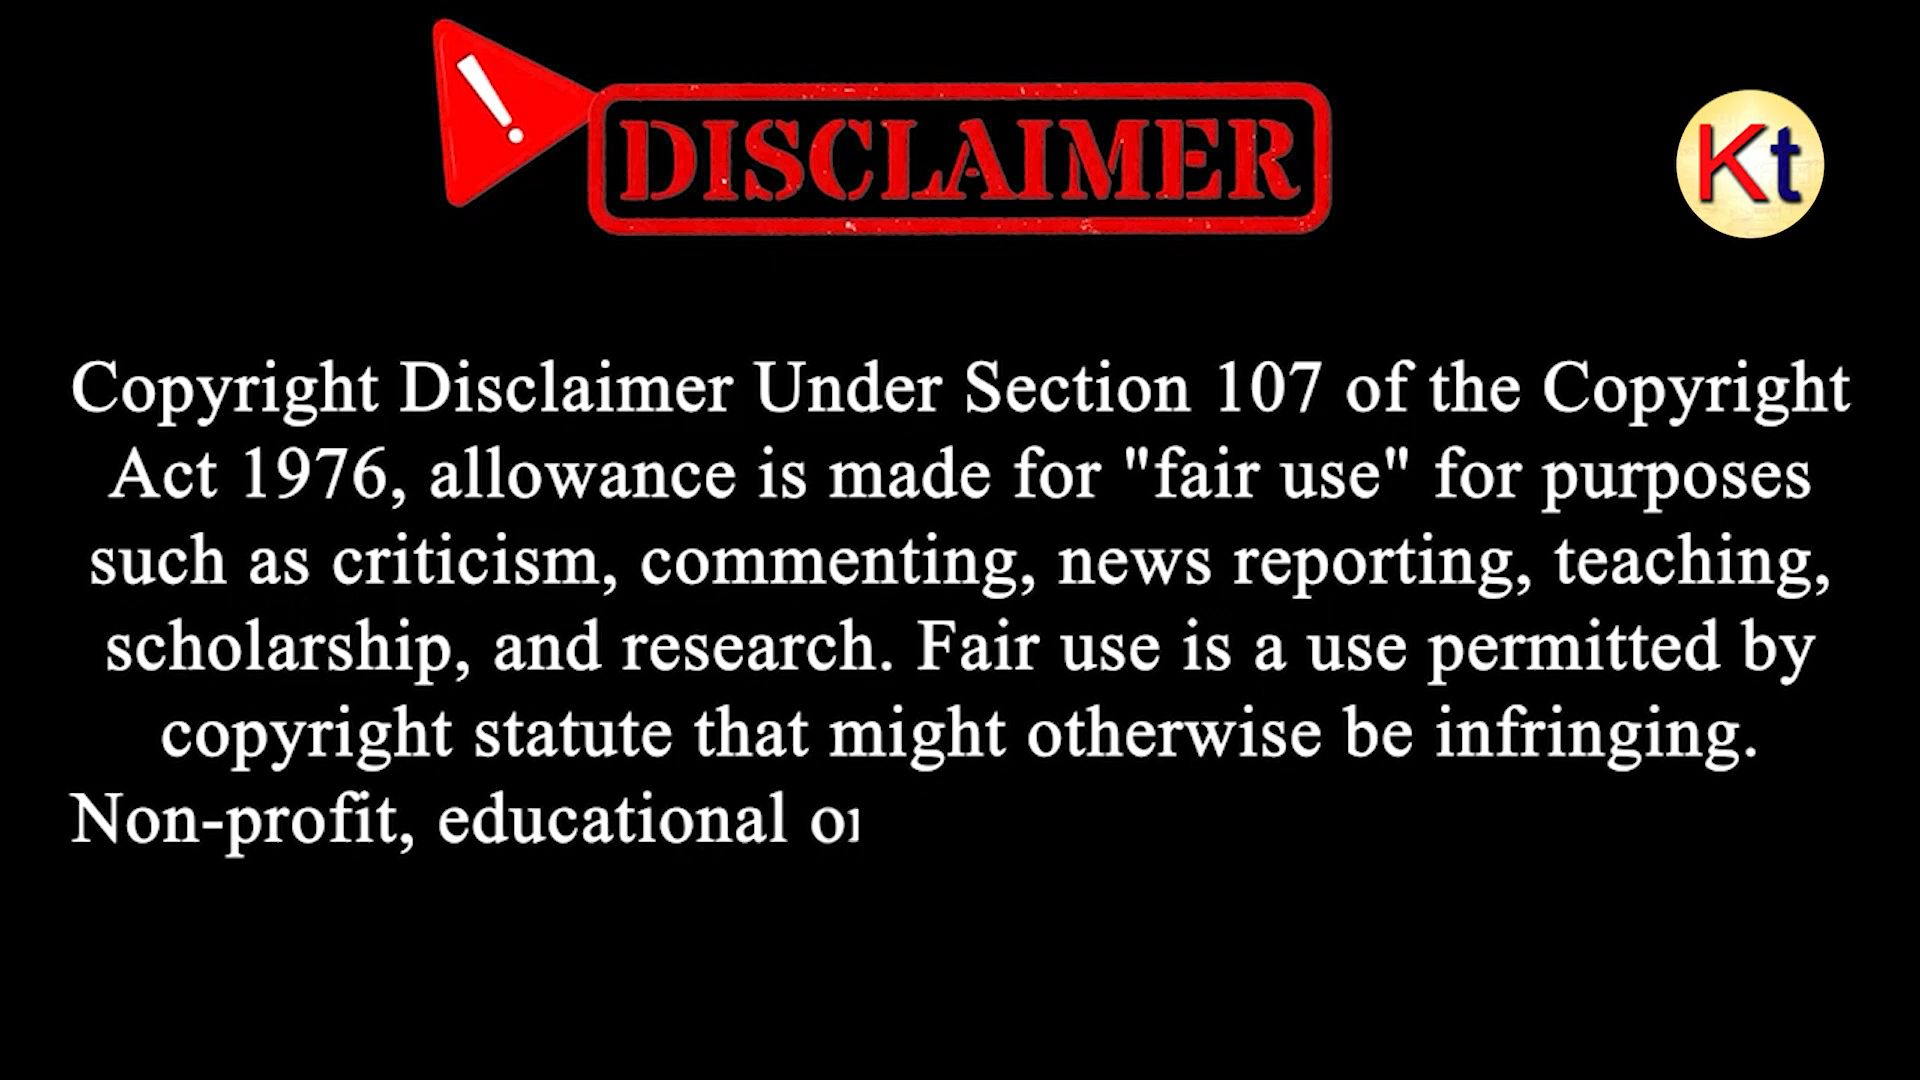 !
DISCLAIMER
Kt
Copyright Disclaimer Under Section 107 of the Copyright
Act 1976, allowance is made for "fair use" for purposes
such as criticism, commenting, news reporting, teaching,
scholarship, and research. Fair use is a use permitted by
copyright statute that might otherwise be infringing.
Non-profit, educational